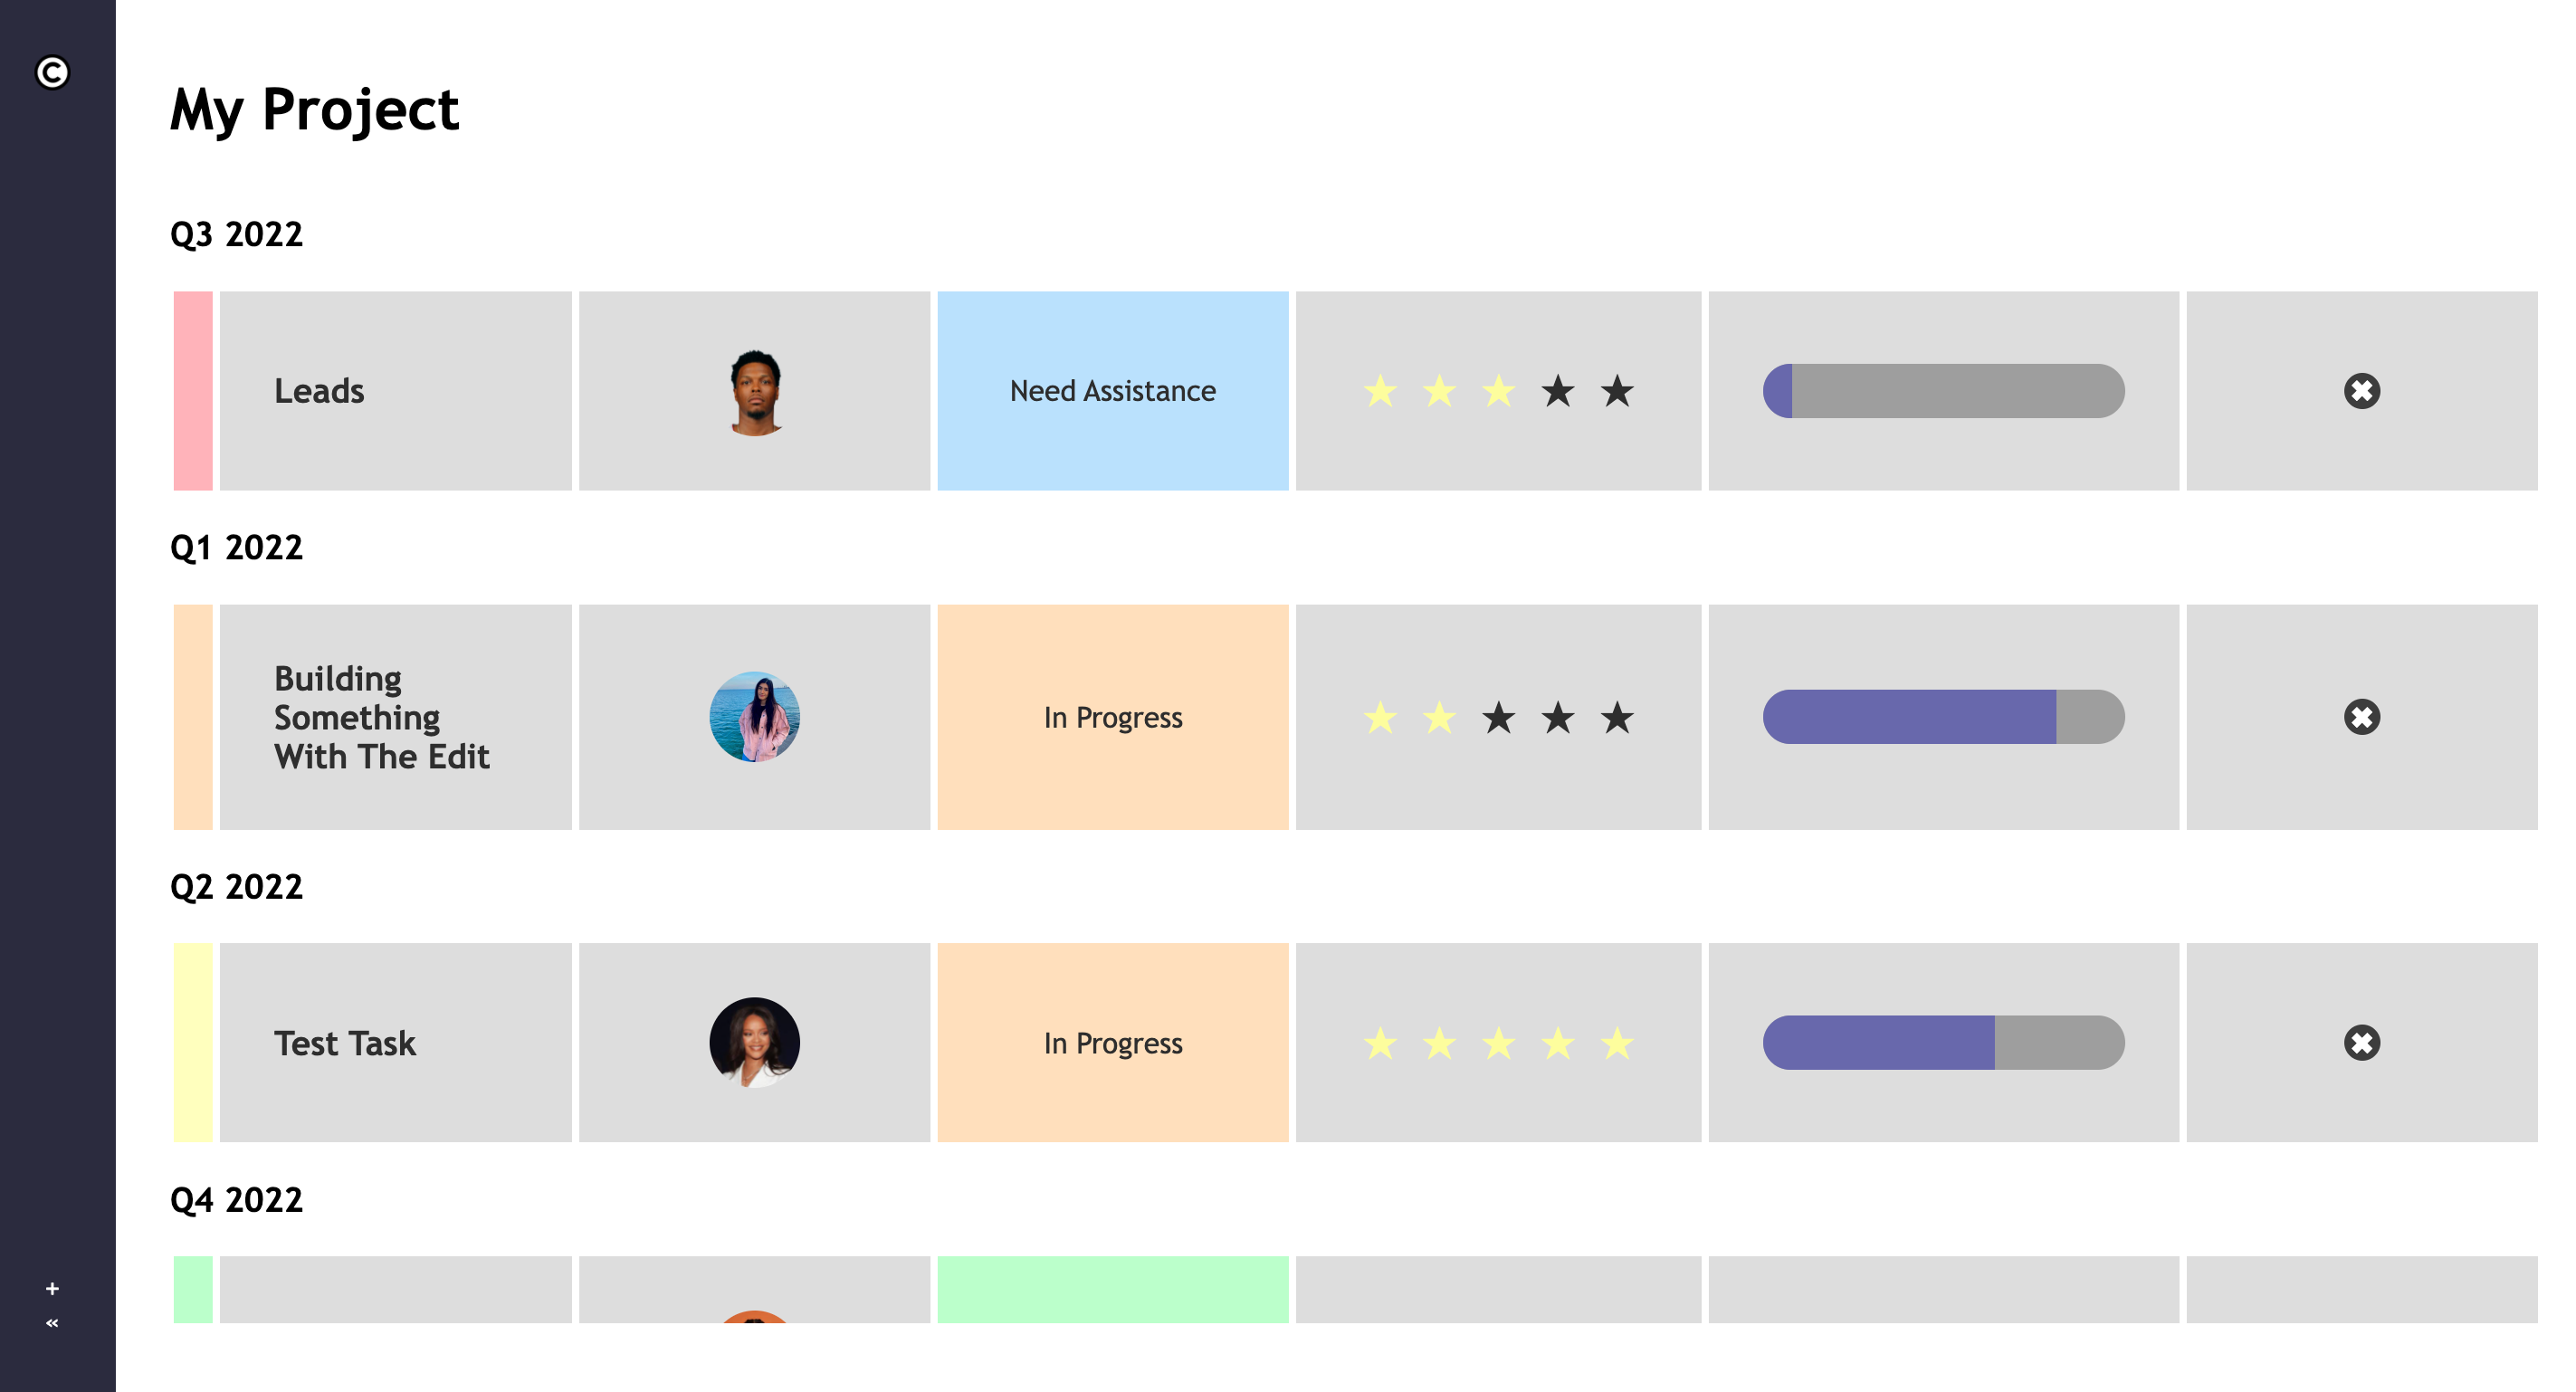 ©
My Project
Q3 2022
Leads
Need Assistance
Q1 2022
Building
Something
With The Edit
In Progress
Q2 2022
Test Task
In Progress
Q4 2022
+
«